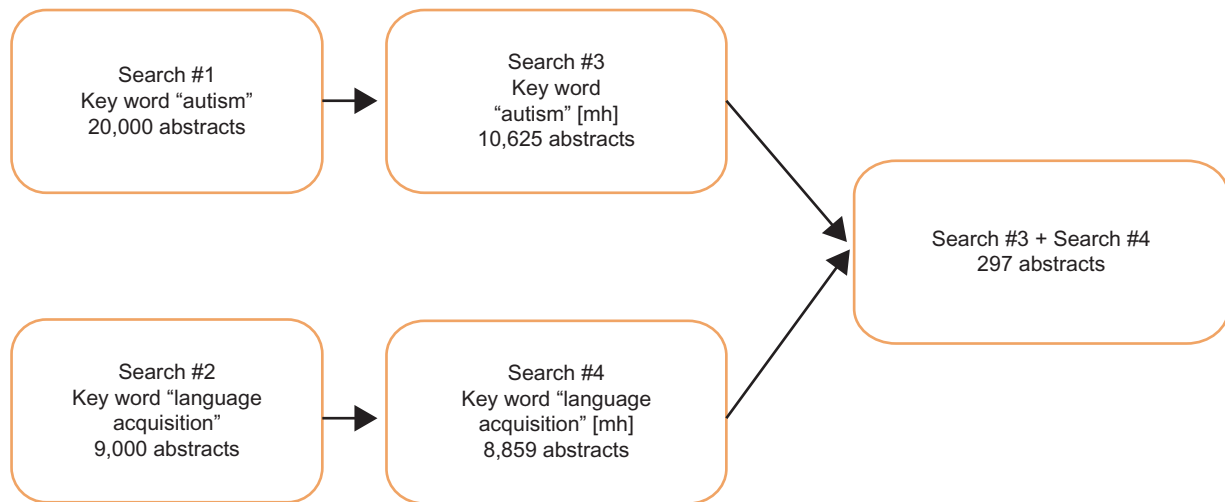 Search #1
Key word “autism”
20,000 abstracts
Search #3
Key word
“autism” [mh]
10,625 abstracts
Search #2
Key word “language
acquisition”
9,000 abstracts
Search #4
Key word “language
acquisition” [mh]
8,859 abstracts
Search #3 + Search #4
297 abstracts